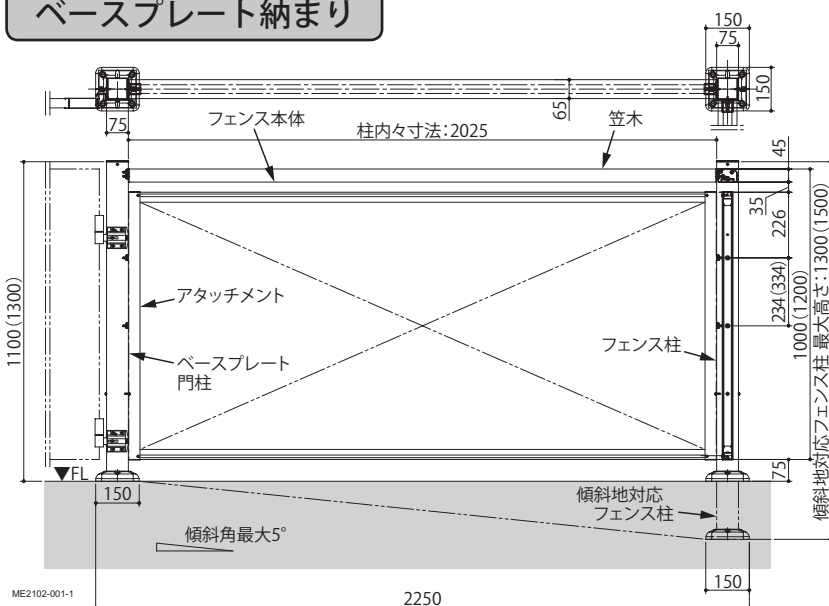 ベースプレート納まり
150
75
150
65
75
フェンス本体
柱内々寸法：2025
笠木
45
35
226
234(334)
1000(1200)
傾斜地対応フェンス柱 最大高さ：1300(1500)
1100(1300)
アタッチメント
ベースプレート
門柱
フェンス柱
75
▼FL
150
傾斜地対応
フェンス柱
傾斜角最大5°
150
2250
ME2102-001-1